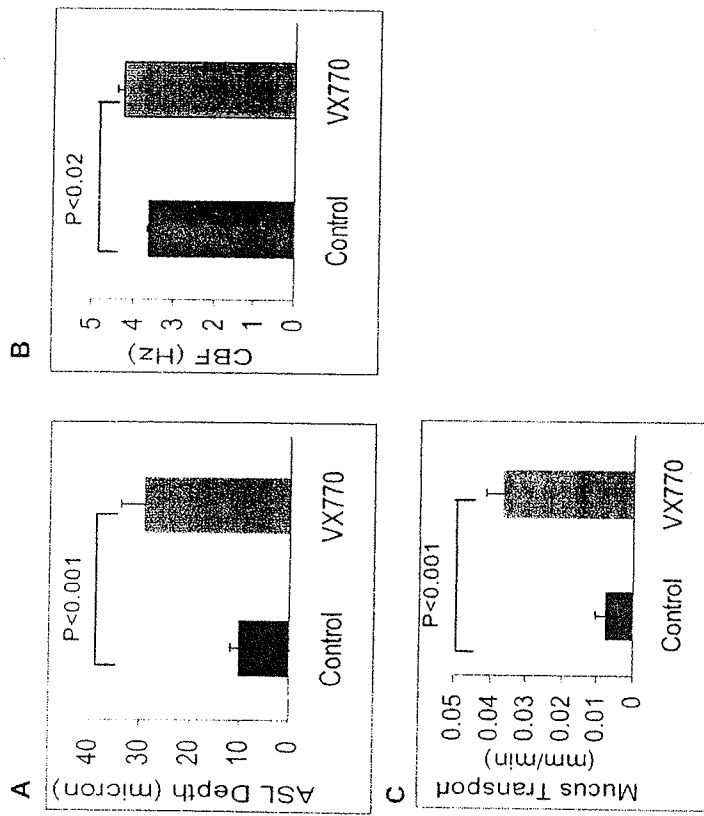 A
P<0.001
40
30
20
10
0
ASL Depth (micron)
Control
VX770
B
P<0.02
5
4
3
2
1
0
CBF (Hz)
Control
VX770
C
P<0.001
0.05
0.04
0.03
0.02
0.01
0
Mucus Transport
(mm/min)
Control
VX770